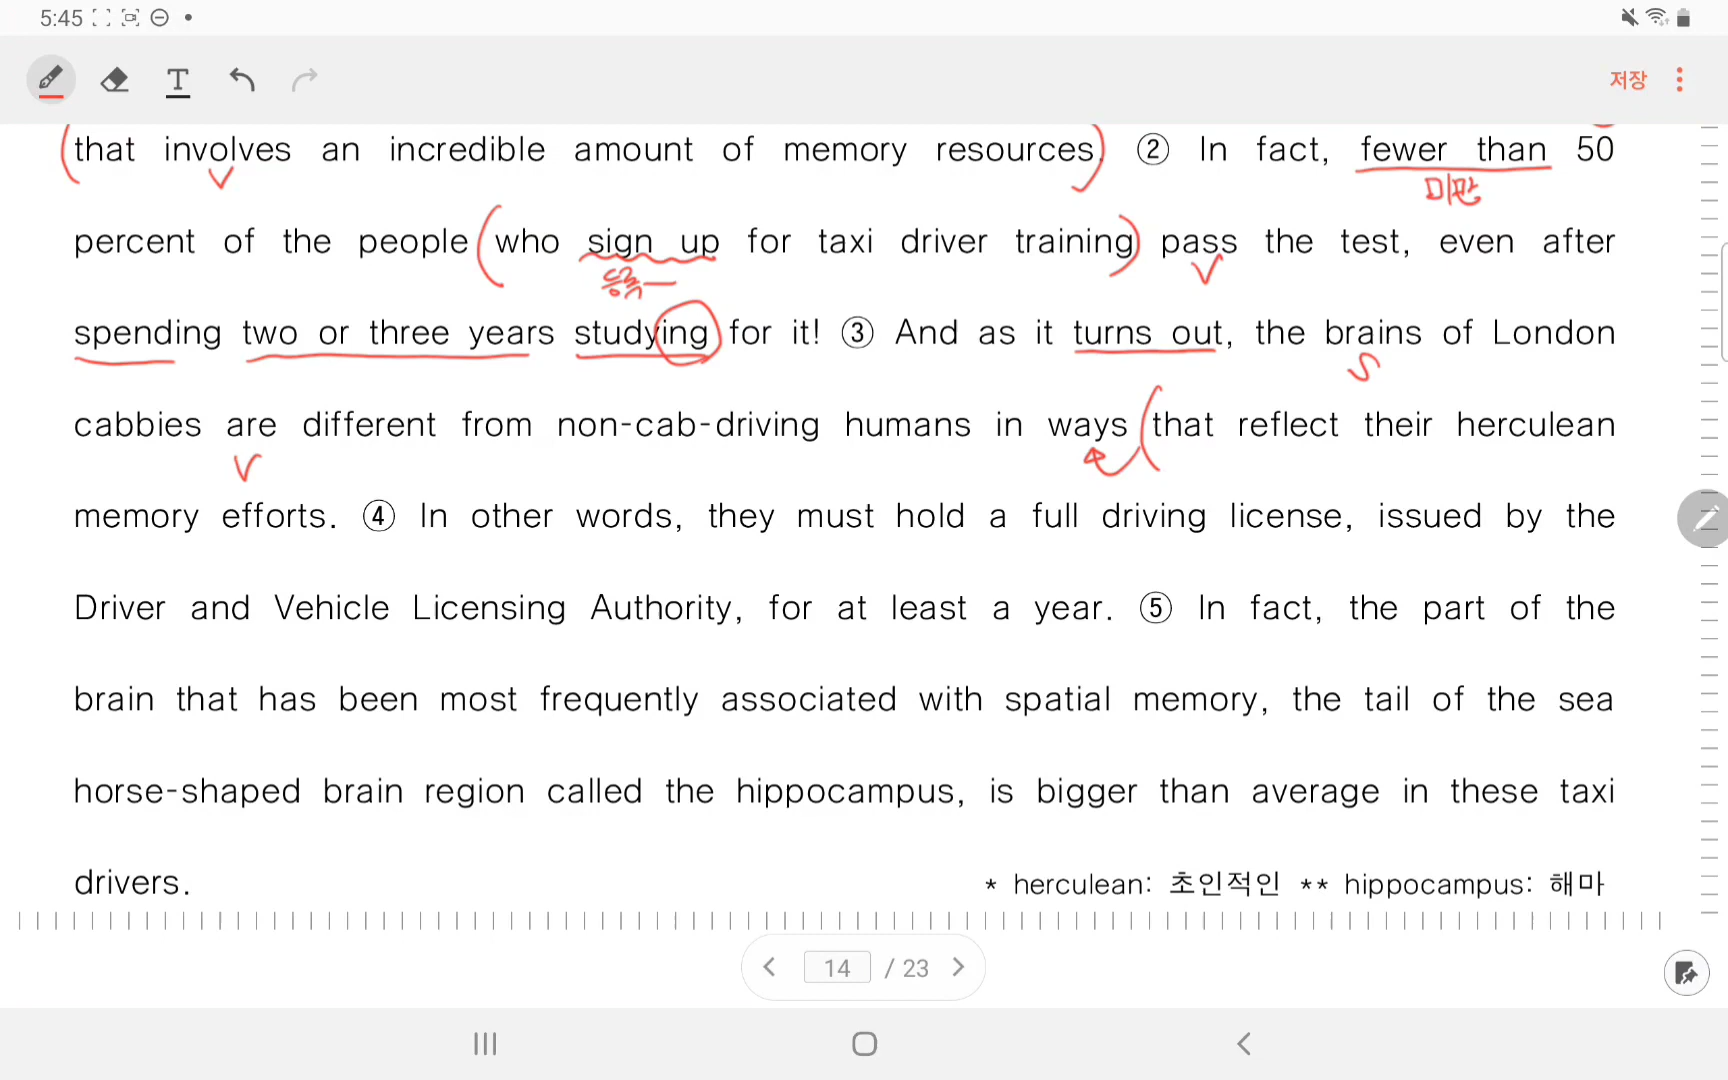 5:45
저장
that involves an incredible amount of memory resources. ② In fact, fewer than 50
미만
percent of the people who sign up for taxi driver training pass the test, even after
등록
spending two or three years studying for it! ③ And as it turns out, the brains of London
S
cabbies are different from non-cab-driving humans in ways that reflect their herculean
V
memory efforts. ④ In other words, they must hold a full driving license, issued by the
Driver and Vehicle Licensing Authority, for at least a year. ⑤ In fact, the part of the
brain that has been most frequently associated with spatial memory, the tail of the sea
horse-shaped brain region called the hippocampus, is bigger than average in these taxi
drivers.
* herculean: 초인적인 ** hippocampus: 해마
14 / 23